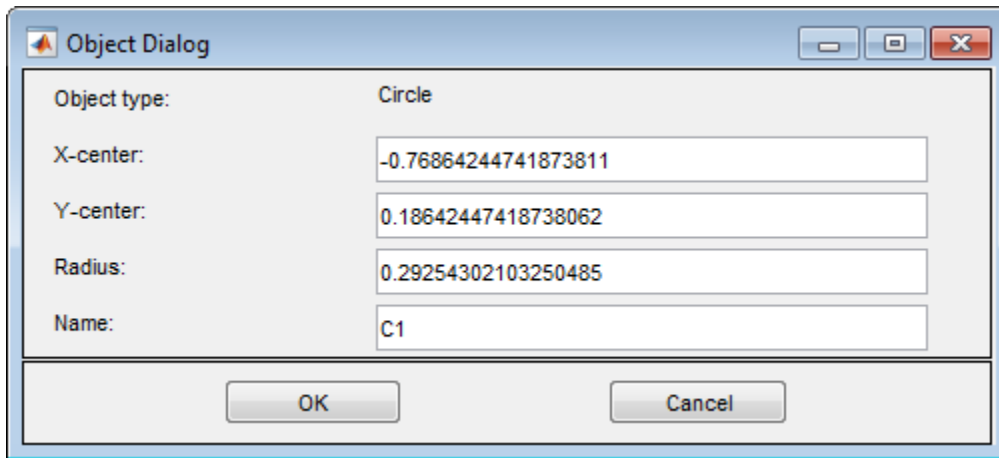 Object Dialog
Object type: Circle
X-center: -0.76864244741873811
Y-center: 0.18642447418738062
Radius: 0.29254302103250485
Name: C1
OK Cancel